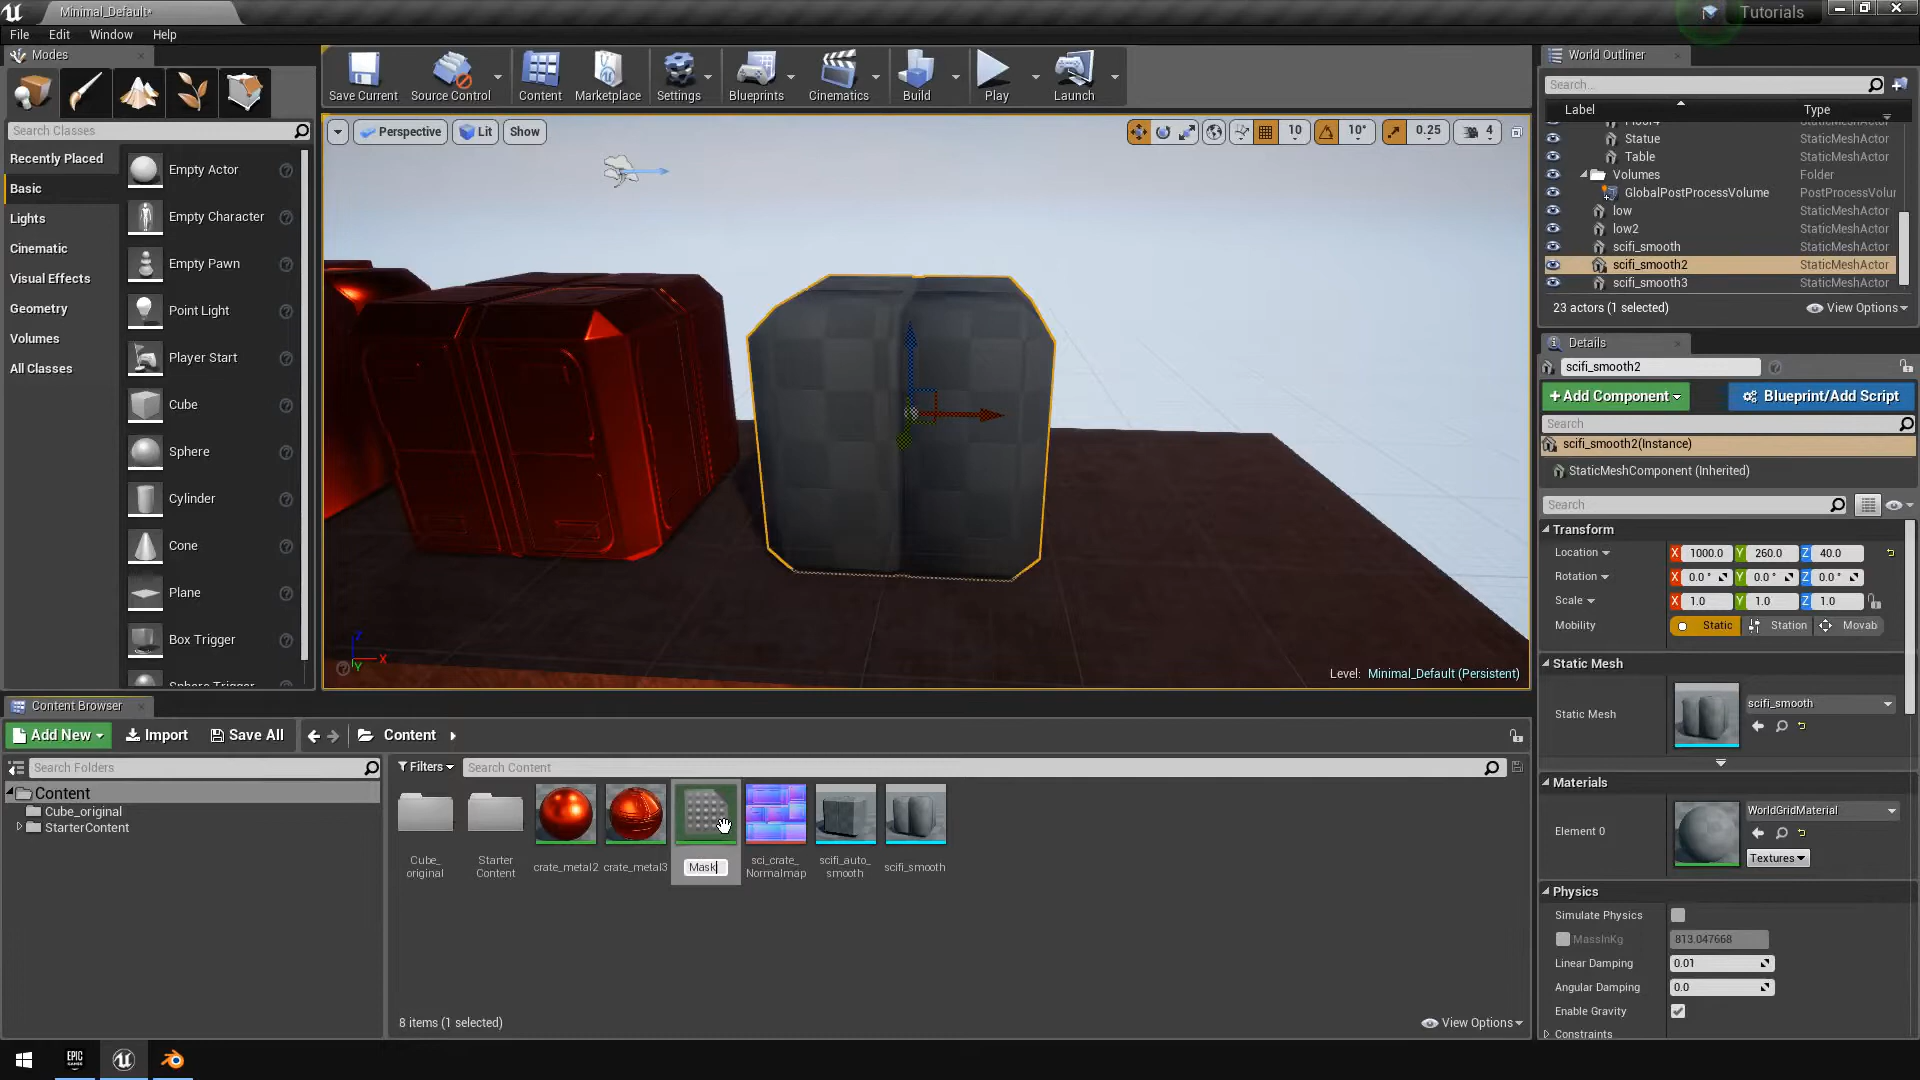 Minimal_Default*
Tutorials
File Edit Window Help
Modes
Search Classes
Recently Placed
Basic
Lights
Cinematic
Visual Effects
Geometry
Volumes
All Classes
Empty Actor
Empty Character
Empty Pawn
Point Light
Player Start
Cube
Sphere
Cylinder
Cone
Plane
Box Trigger
Sphere Trigger
Save Current
Source Control
Content
Marketplace
Settings
Blueprints
Cinematics
Build
Play
Launch
Perspective Lit Show
10 10° 0.25 4
Z
X
Y
Level: Minimal_Default (Persistent)
World Outliner
Search...
Label Type
StaticMeshActor
Statue StaticMeshActor
Table StaticMeshActor
Volumes Folder
GlobalPostProcessVolume PostProcessVolu
low StaticMeshActor
low2 StaticMeshActor
scifi_smooth StaticMeshActor
scifi_smooth2 StaticMeshActor
scifi_smooth3 StaticMeshActor
23 actors (1 selected) View Options
Details
scifi_smooth2
+Add Component Blueprint/Add Script
Search
scifi_smooth2(Instance)
StaticMeshComponent (Inherited)
Search
Transform
Location X 1000.0 Y 260.0 Z 40.0
Rotation X 0.0° Y 0.0° Z 0.0°
Scale X 1.0 Y 1.0 Z 1.0
Mobility Static Station Movab
Static Mesh
Static Mesh scifi_smooth
Materials
Element 0 WorldGridMaterial
Textures
Physics
Simulate Physics
MassInKg 813.047668
Linear Damping 0.01
Angular Damping 0.0
Enable Gravity
Constraints
Content Browser
Add New Import Save All Content
Search Folders
Content
Cube_original
StarterContent
Filters Search Content
Cube_
original
Starter
Content
crate_metal2
crate_metal3
Mask
sci_crate_
Normalmap
scifi_auto_
smooth
scifi_smooth
8 items (1 selected) View Options
EPIC
GAMES